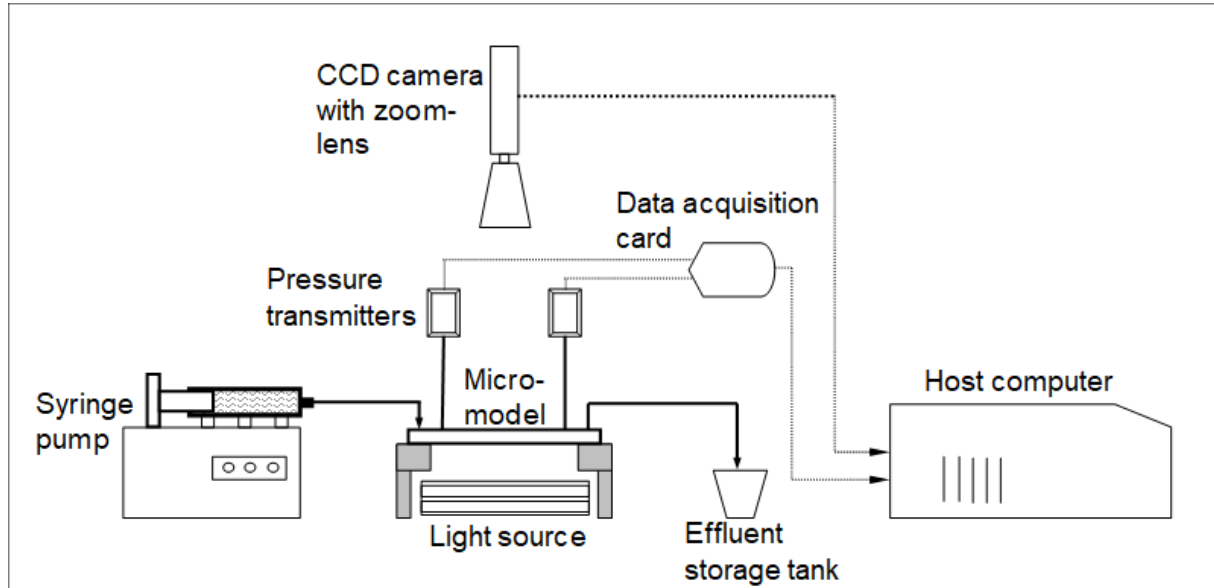 CCD camera
with zoom-
lens
Data acquisition
card
Pressure
transmitters
Micro-
model
Syringe
pump
Host computer
Light source
Effluent
storage tank